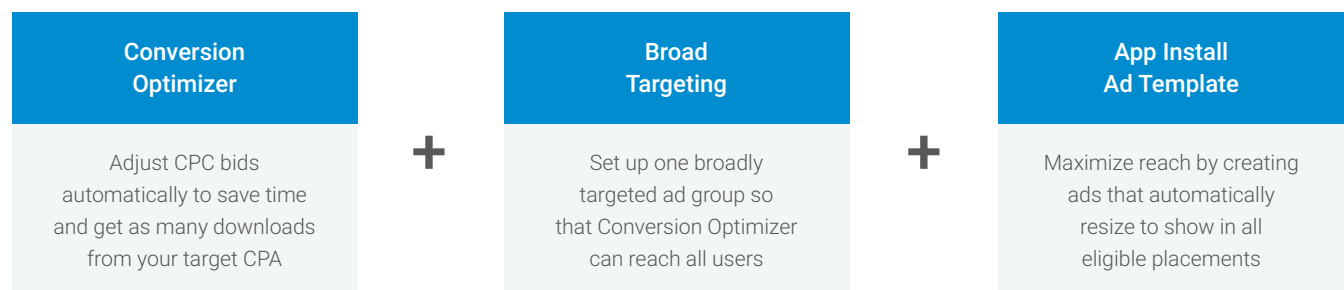 Conversion
Optimizer
Adjust CPC bids
automatically to save time
and get as many downloads
from your target CPA
+
Broad
Targeting
Set up one broadly
targeted ad group so
that Conversion Optimizer
can reach all users
+
App Install
Ad Template
Maximize reach by creating
ads that automatically
resize to show in all
eligible placements